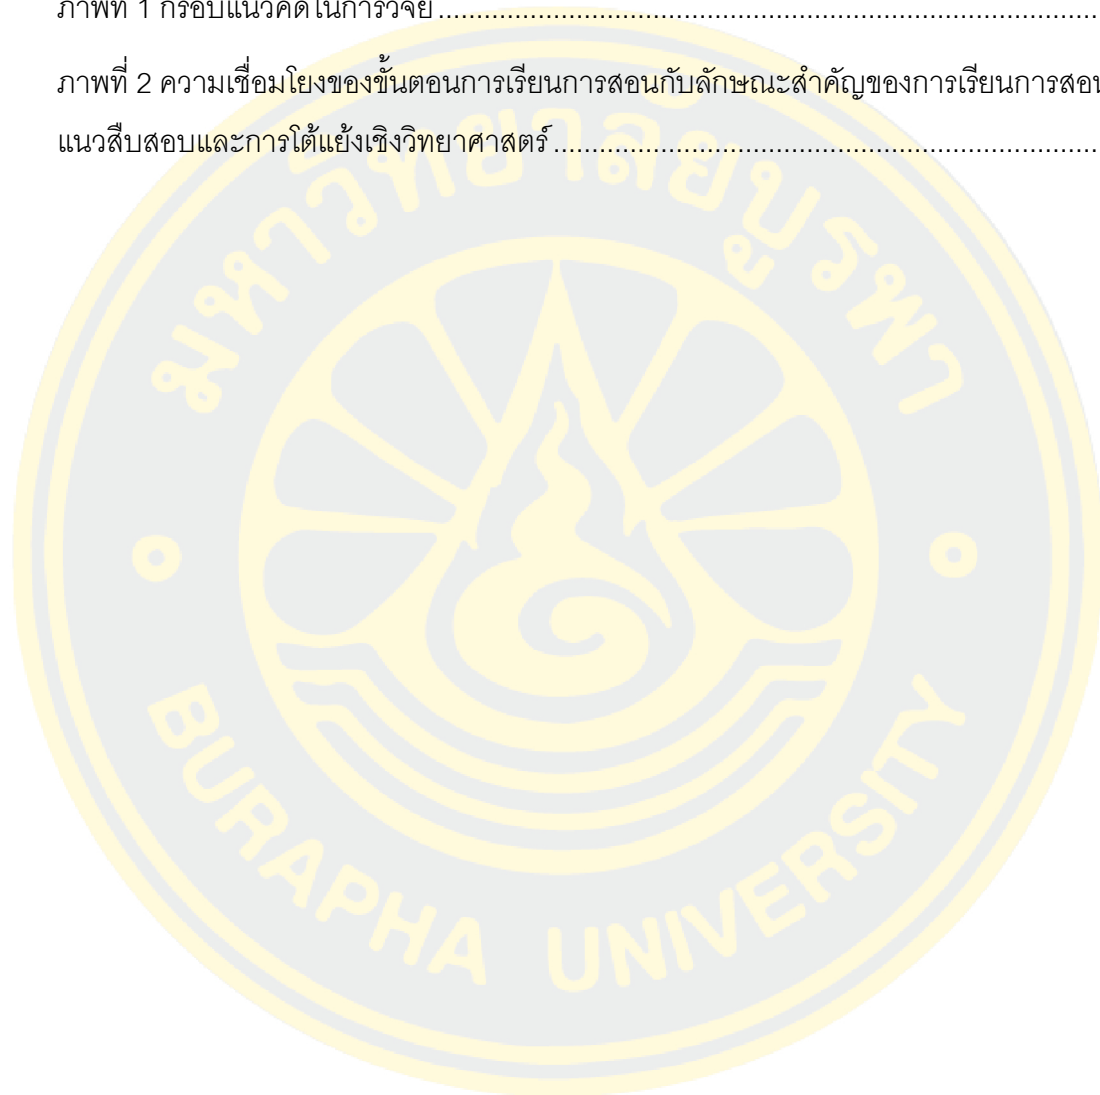 ภาพที่ 1 กรอบแนวคิดในการวิจัย ......................................................................................
ภาพที่ 2 ความเชื่อมโยงของขั้นตอนการเรียนการสอนกับลักษณะสำคัญของการเรียนการสอน
แนวสืบสอบและการโต้แย้งเชิงวิทยาศาสตร์ .......................................................................
มหาวิทยาลัยบูรพา
BURAPHA UNIVERSITY